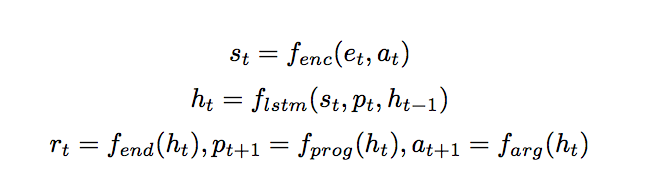 s_t = f_{enc}(e_t, a_t)
h_t = f_{lstm}(s_t, p_t, h_{t-1})
r_t = f_{end}(h_t), p_{t+1} = f_{prog}(h_t), a_{t+1} = f_{arg}(h_t)